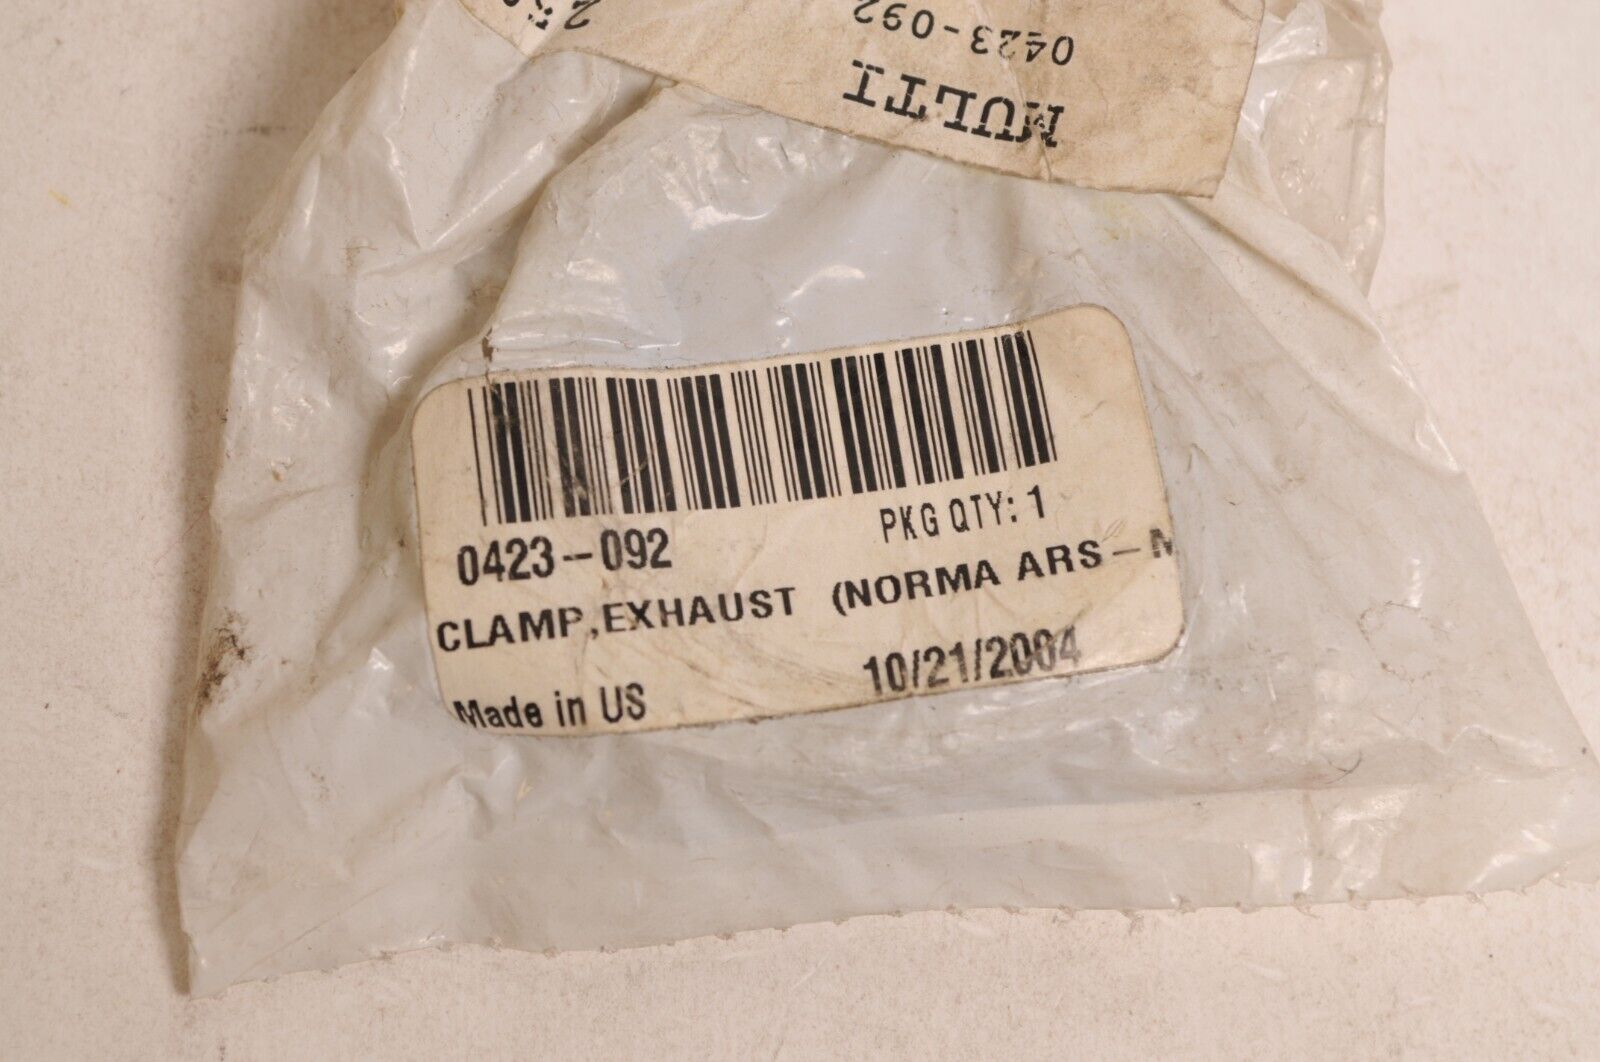 MULTI
0423-092
0423-092
PKG QTY: 1
CLAMP,EXHAUST (NORMA ARS-M
10/21/2004
Made in US